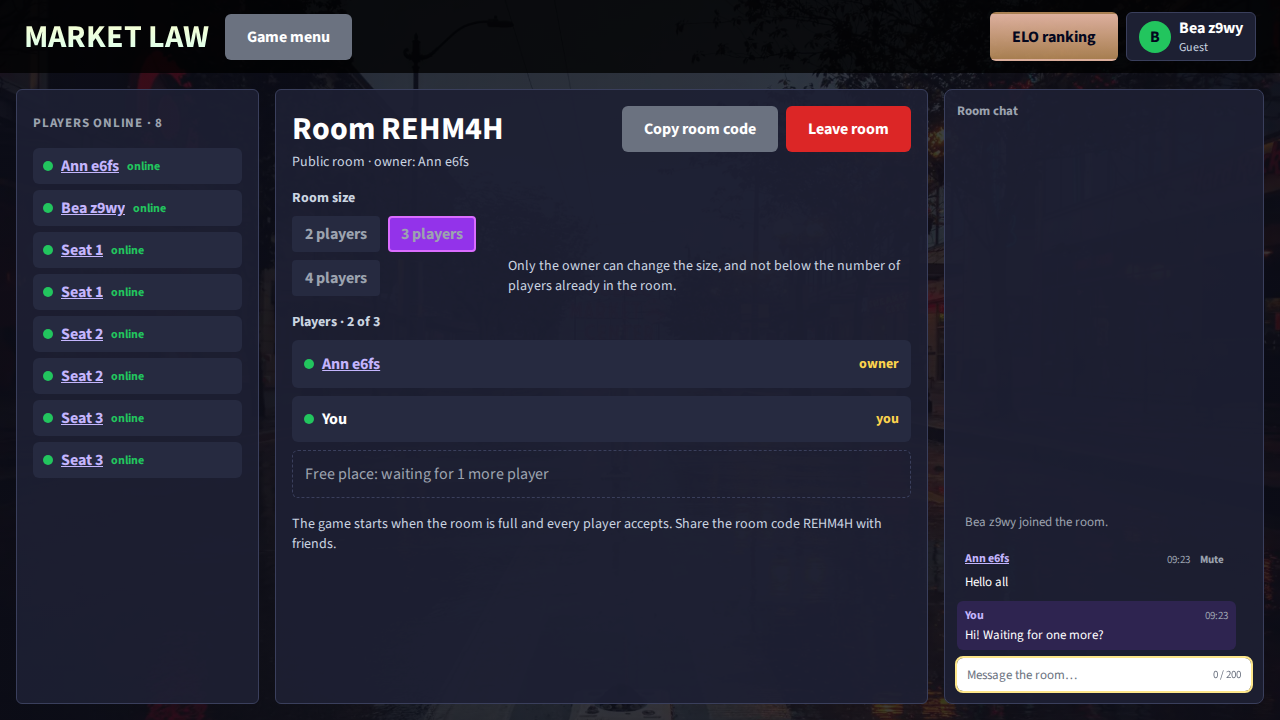 MARKET LAW
Game menu
ELO ranking
B
Bea z9wy
Guest
PLAYERS ONLINE · 8
Ann e6fs online
Bea z9wy online
Seat 1 online
Seat 1 online
Seat 2 online
Seat 2 online
Seat 3 online
Seat 3 online
Room REHM4H
Copy room code
Leave room
Public room · owner: Ann e6fs
Room size
2 players
3 players
4 players
Only the owner can change the size, and not below the number of
players already in the room.
Players · 2 of 3
Ann e6fs owner
You you
Free place: waiting for 1 more player
The game starts when the room is full and every player accepts. Share the room code REHM4H with
friends.
Room chat
Bea z9wy joined the room.
Ann e6fs 09:23 Mute
Hello all
You 09:23
Hi! Waiting for one more?
Message the room… 0 / 200